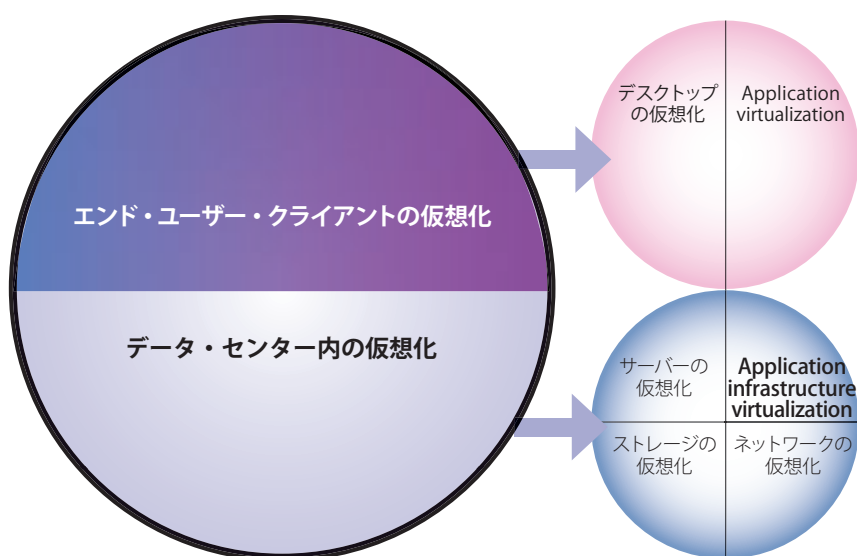 エンド・ユーザー・クライアントの仮想化
データ・センター内の仮想化
デスクトップ
の仮想化
Application
virtualization
サーバーの
仮想化
Application
infrastructure
virtualization
ストレージの
仮想化
ネットワークの
仮想化